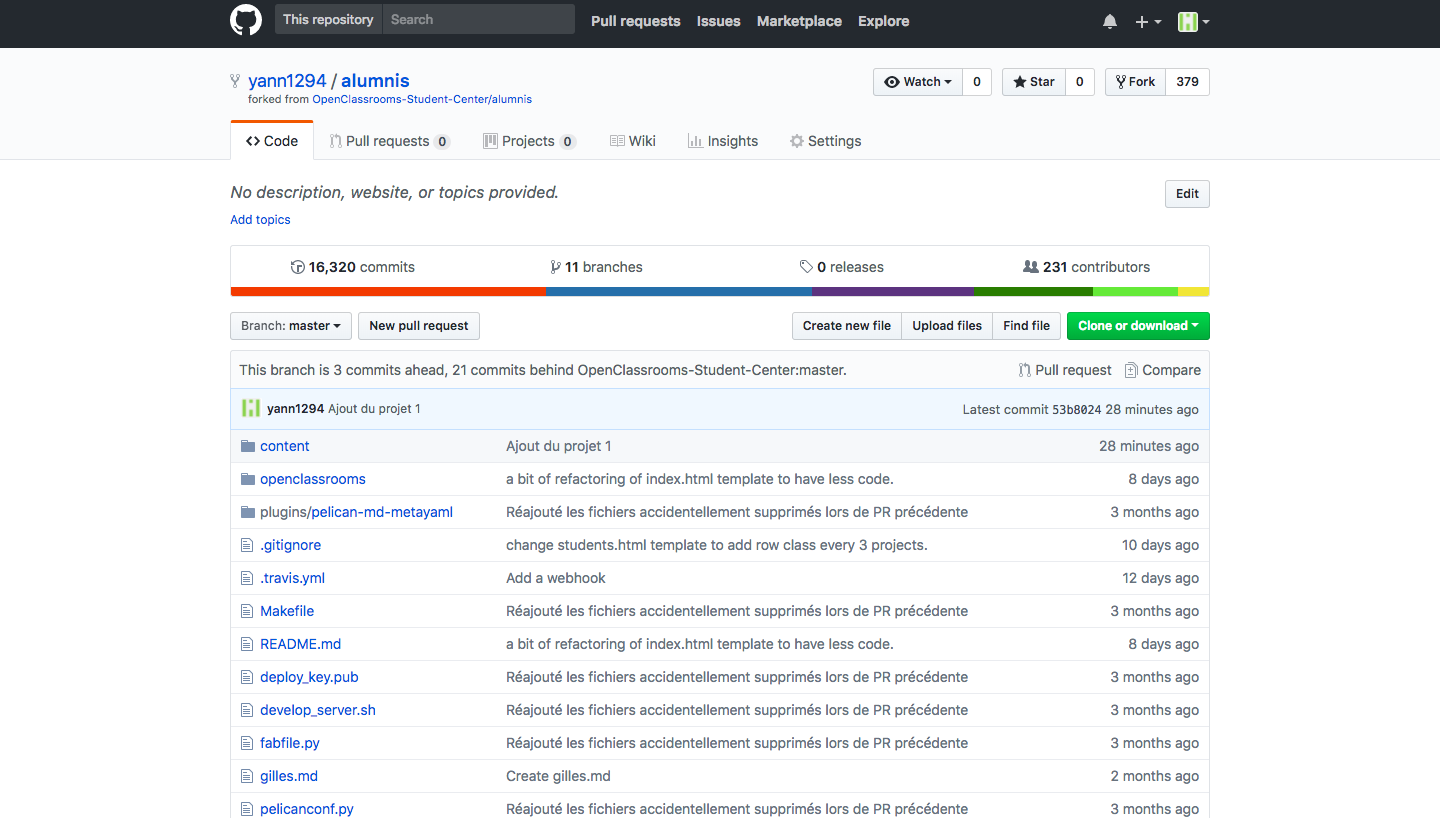 This repository Search Pull requests Issues Marketplace Explore
yann1294 / alumnis Watch 0 Star 0 Fork 379
forked from OpenClassrooms-Student-Center/alumnis
Code Pull requests 0 Projects 0 Wiki Insights Settings
No description, website, or topics provided. Edit
Add topics
16,320 commits 11 branches 0 releases 231 contributors
Branch: master New pull request Create new file Upload files Find file Clone or download
This branch is 3 commits ahead, 21 commits behind OpenClassrooms-Student-Center:master. Pull request Compare
yann1294 Ajout du projet 1 Latest commit 53b8024 28 minutes ago
content Ajout du projet 1 28 minutes ago
openclassrooms a bit of refactoring of index.html template to have less code. 8 days ago
plugins/pelican-md-metayaml Réajouté les fichiers accidentellement supprimés lors de PR précédente 3 months ago
.gitignore change students.html template to add row class every 3 projects. 10 days ago
.travis.yml Add a webhook 12 days ago
Makefile Réajouté les fichiers accidentellement supprimés lors de PR précédente 3 months ago
README.md a bit of refactoring of index.html template to have less code. 8 days ago
deploy_key.pub Réajouté les fichiers accidentellement supprimés lors de PR précédente 3 months ago
develop_server.sh Réajouté les fichiers accidentellement supprimés lors de PR précédente 3 months ago
fabfile.py Réajouté les fichiers accidentellement supprimés lors de PR précédente 3 months ago
gilles.md Create gilles.md 2 months ago
pelicanconf.py Réajouté les fichiers accidentellement supprimés lors de PR précédente 3 months ago